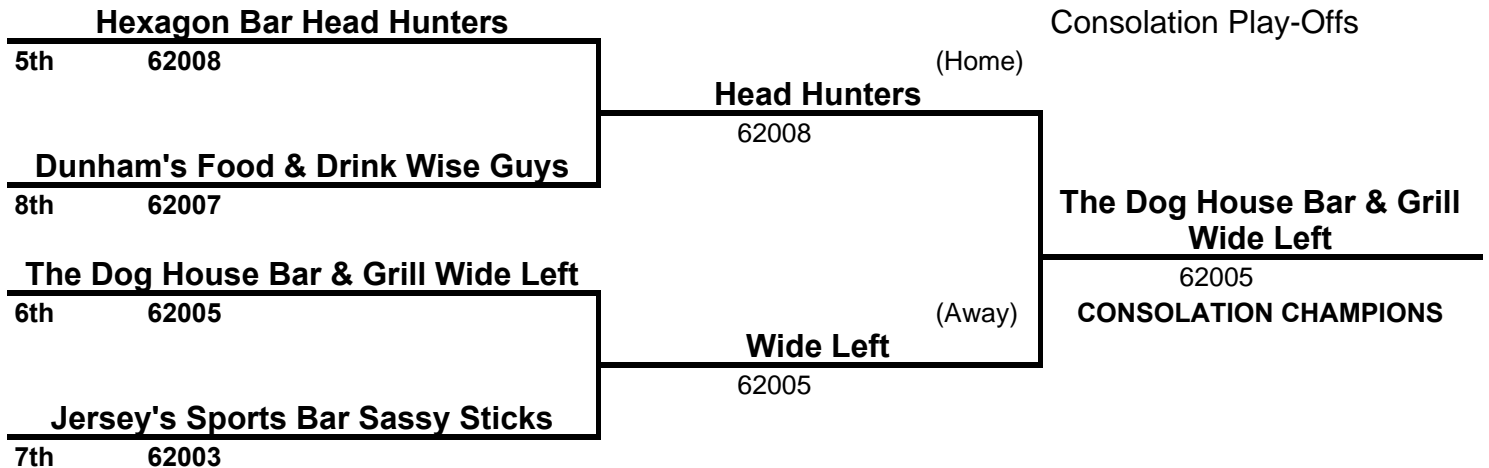 Hexagon Bar Head Hunters
Consolation Play-Offs
5th 62008
(Home)
Head Hunters
62008
Dunham's Food & Drink Wise Guys
8th 62007
The Dog House Bar & Grill
Wide Left
62005
CONSOLATION CHAMPIONS
The Dog House Bar & Grill Wide Left
6th 62005
(Away)
Wide Left
62005
Jersey's Sports Bar Sassy Sticks
7th 62003